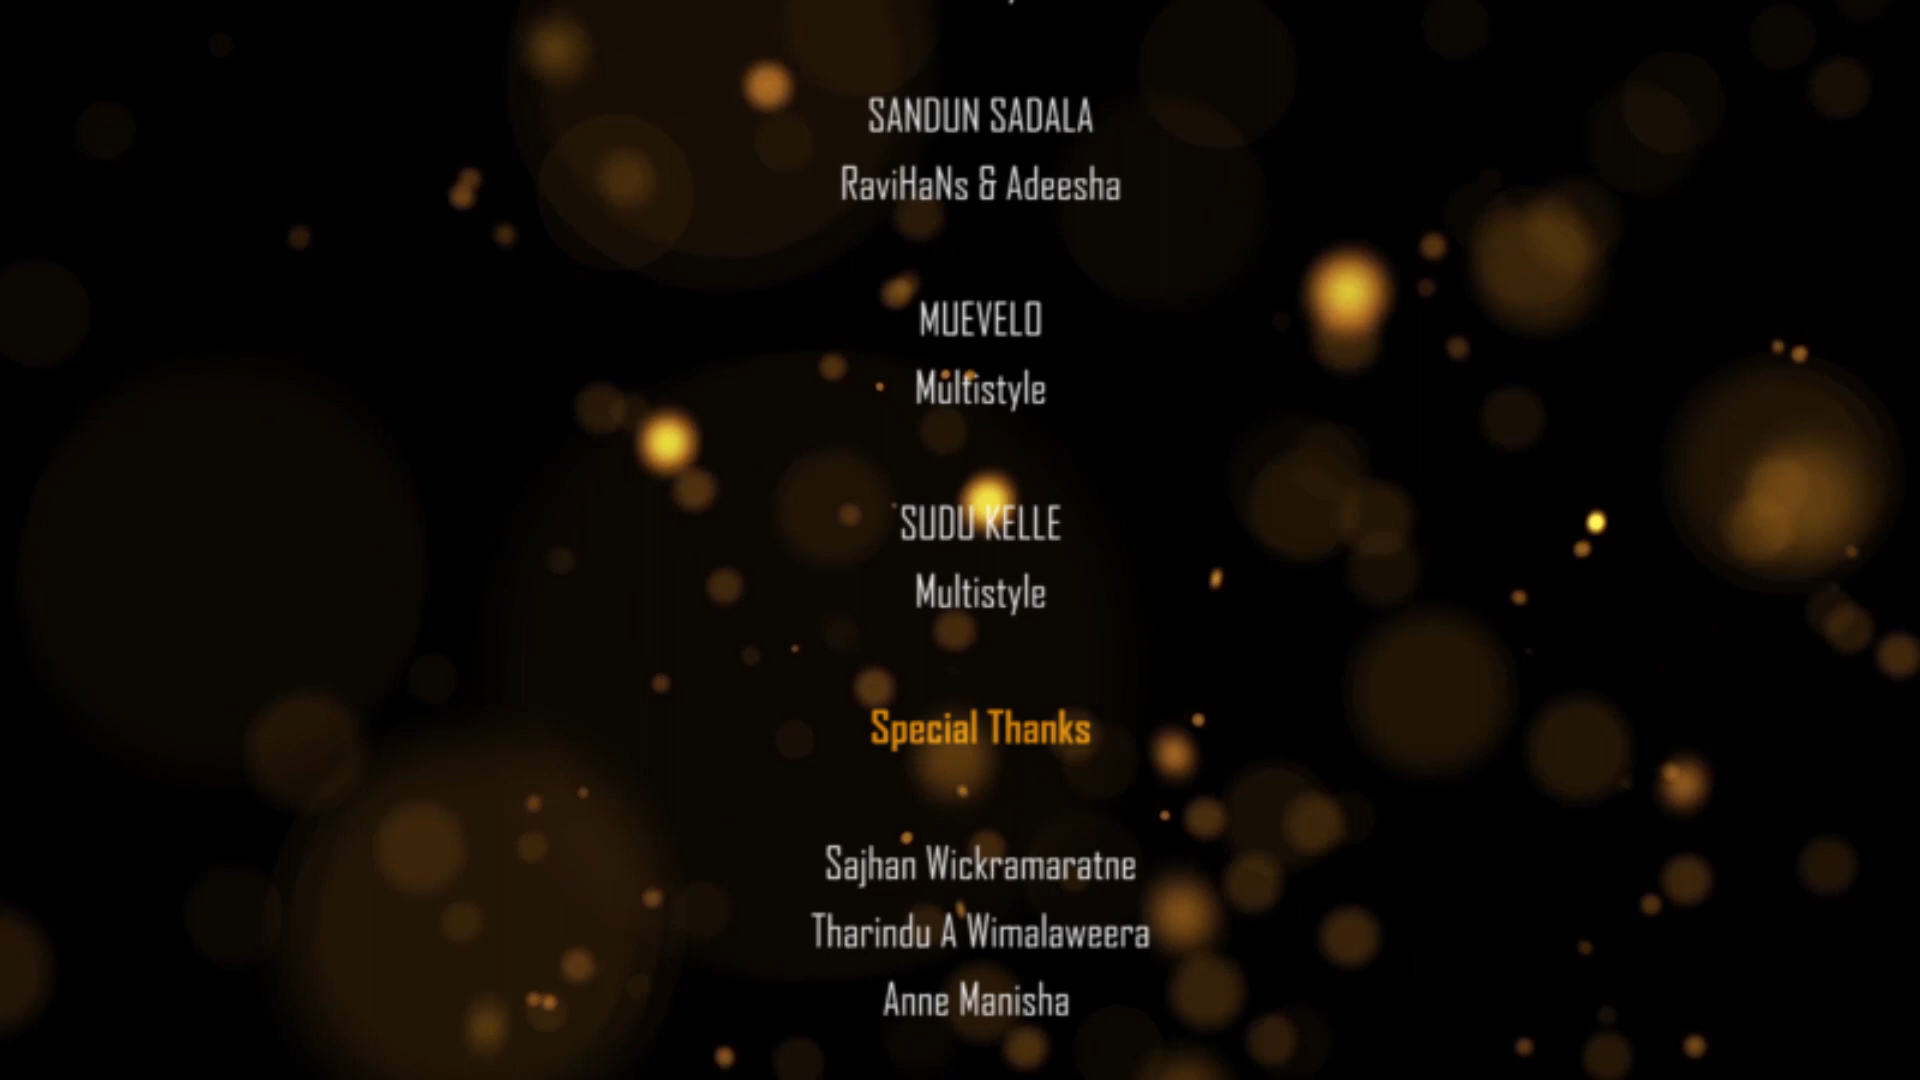 SANDUN SADALA
RaviHaNs & Adeesha
MUEVELO
Multistyle
SUDU KELLE
Multistyle
Special Thanks
Sajhan Wickramaratne
Tharindu A Wimalaweera
Anne Manisha